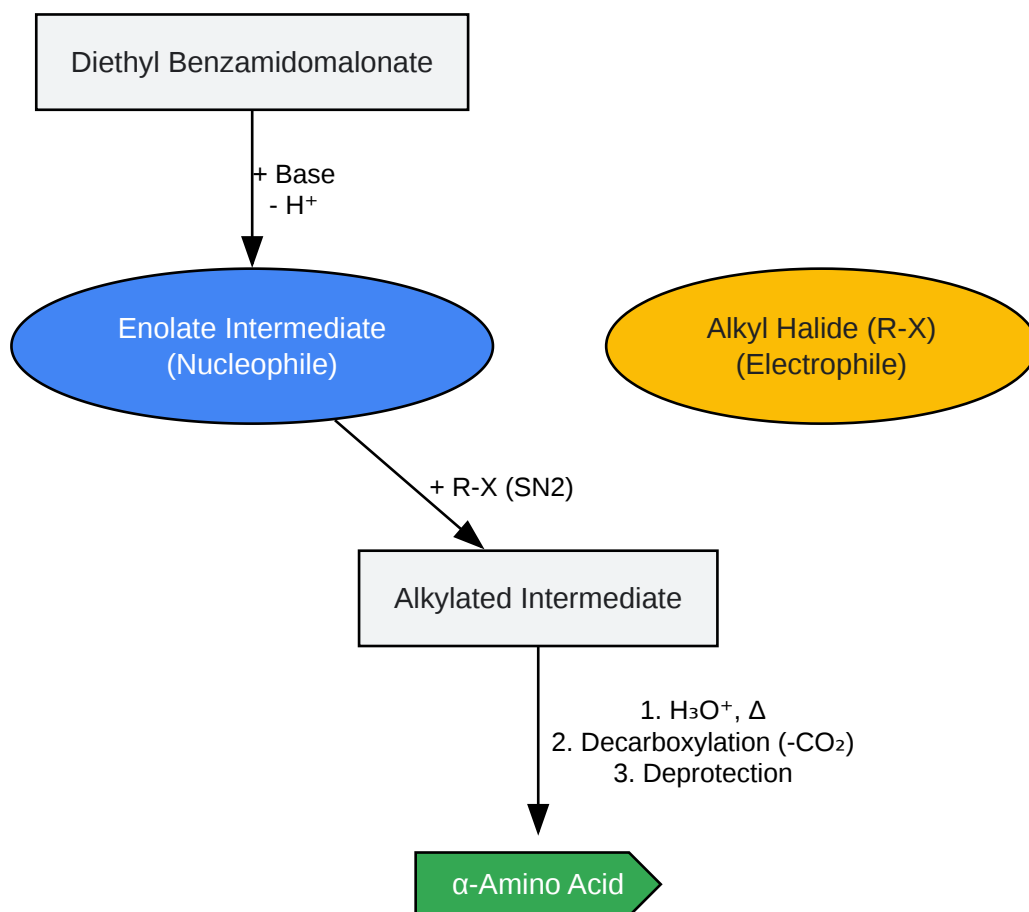 Diethyl Benzamidomalonate
+ Base
- H⁺
Enolate Intermediate
(Nucleophile)
Alkyl Halide (R-X)
(Electrophile)
+ R-X (SN2)
Alkylated Intermediate
1. H₃O⁺, Δ
2. Decarboxylation (-CO₂)
3. Deprotection
α-Amino Acid